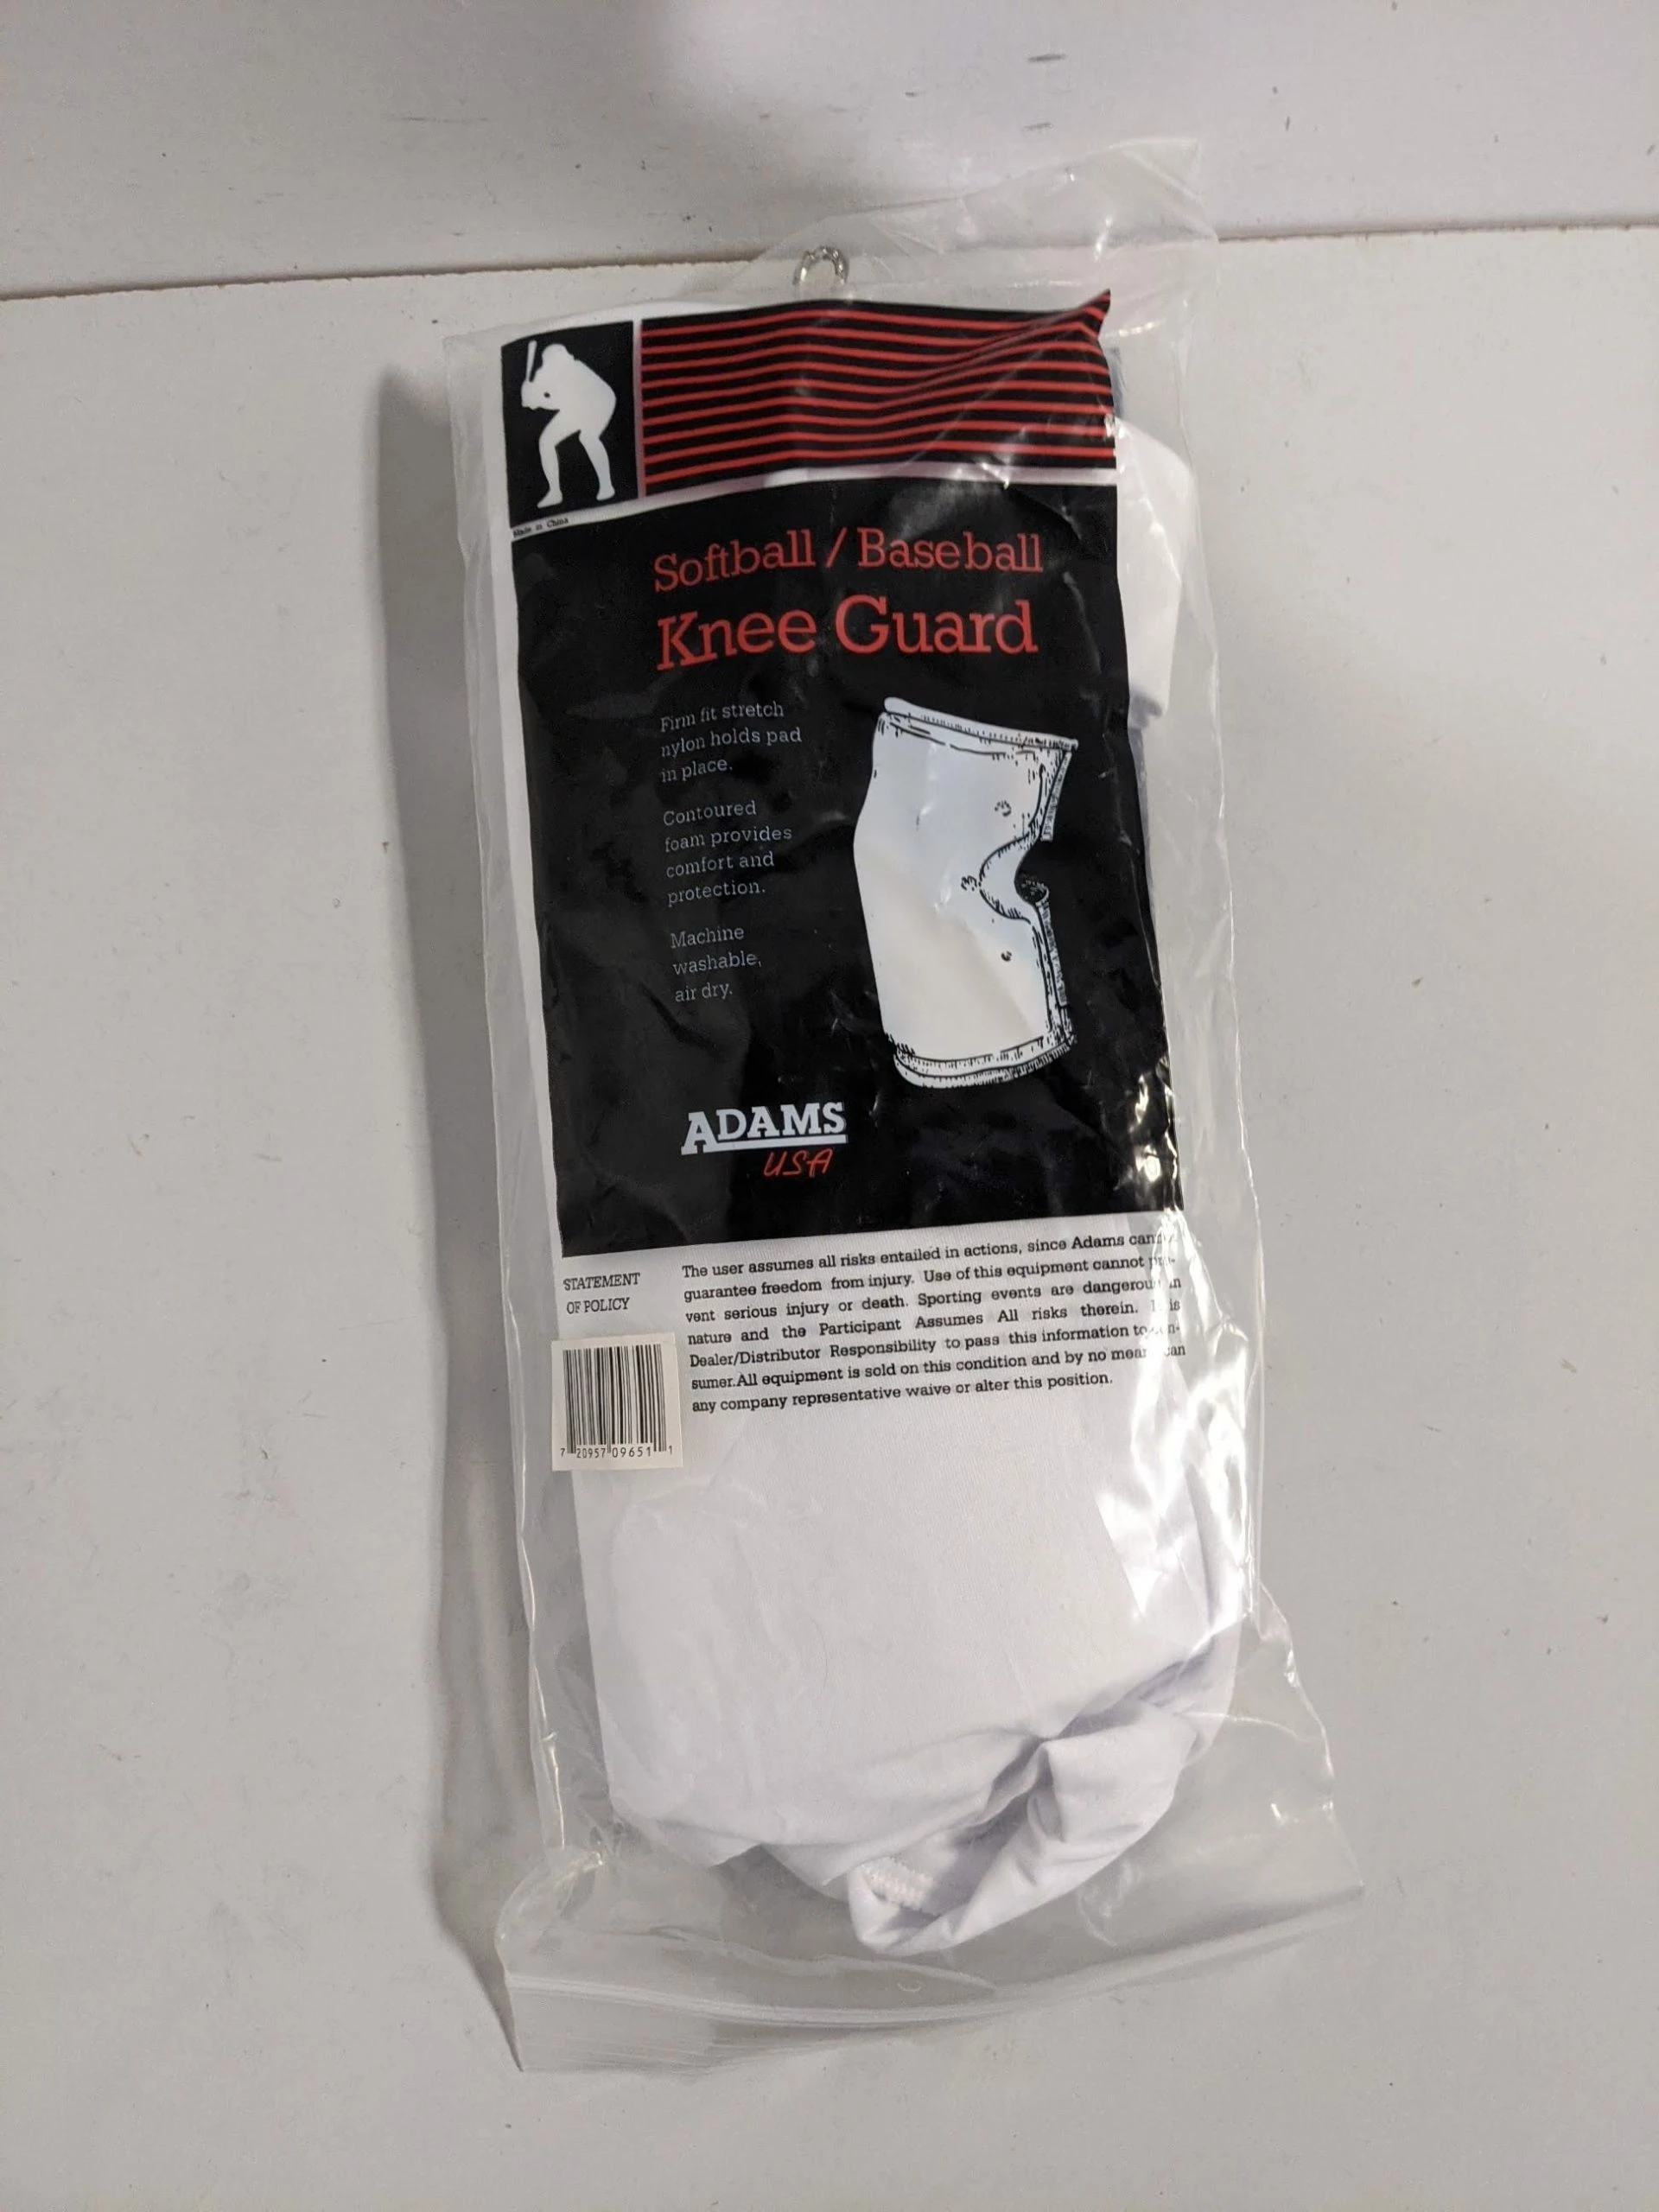 Made in China
Softball / Baseball
Knee Guard
Firm fit stretch
nylon holds pad
in place.
Contoured
foam provides
comfort and
protection.
Machine
washable,
air dry.
ADAMS
USA
STATEMENT
OF POLICY
The user assumes all risks entailed in actions, since Adams
guarantee freedom from injury. Use of this equipment cannot
vent serious injury or death. Sporting events are dangerous in
nature and the Participant Assumes All risks therein. It is
Dealer/Distributor Responsibility to pass this information to
sumer.All equipment is sold on this condition and by no means can
any company representative waive or alter this position.
7 20957 09651 1